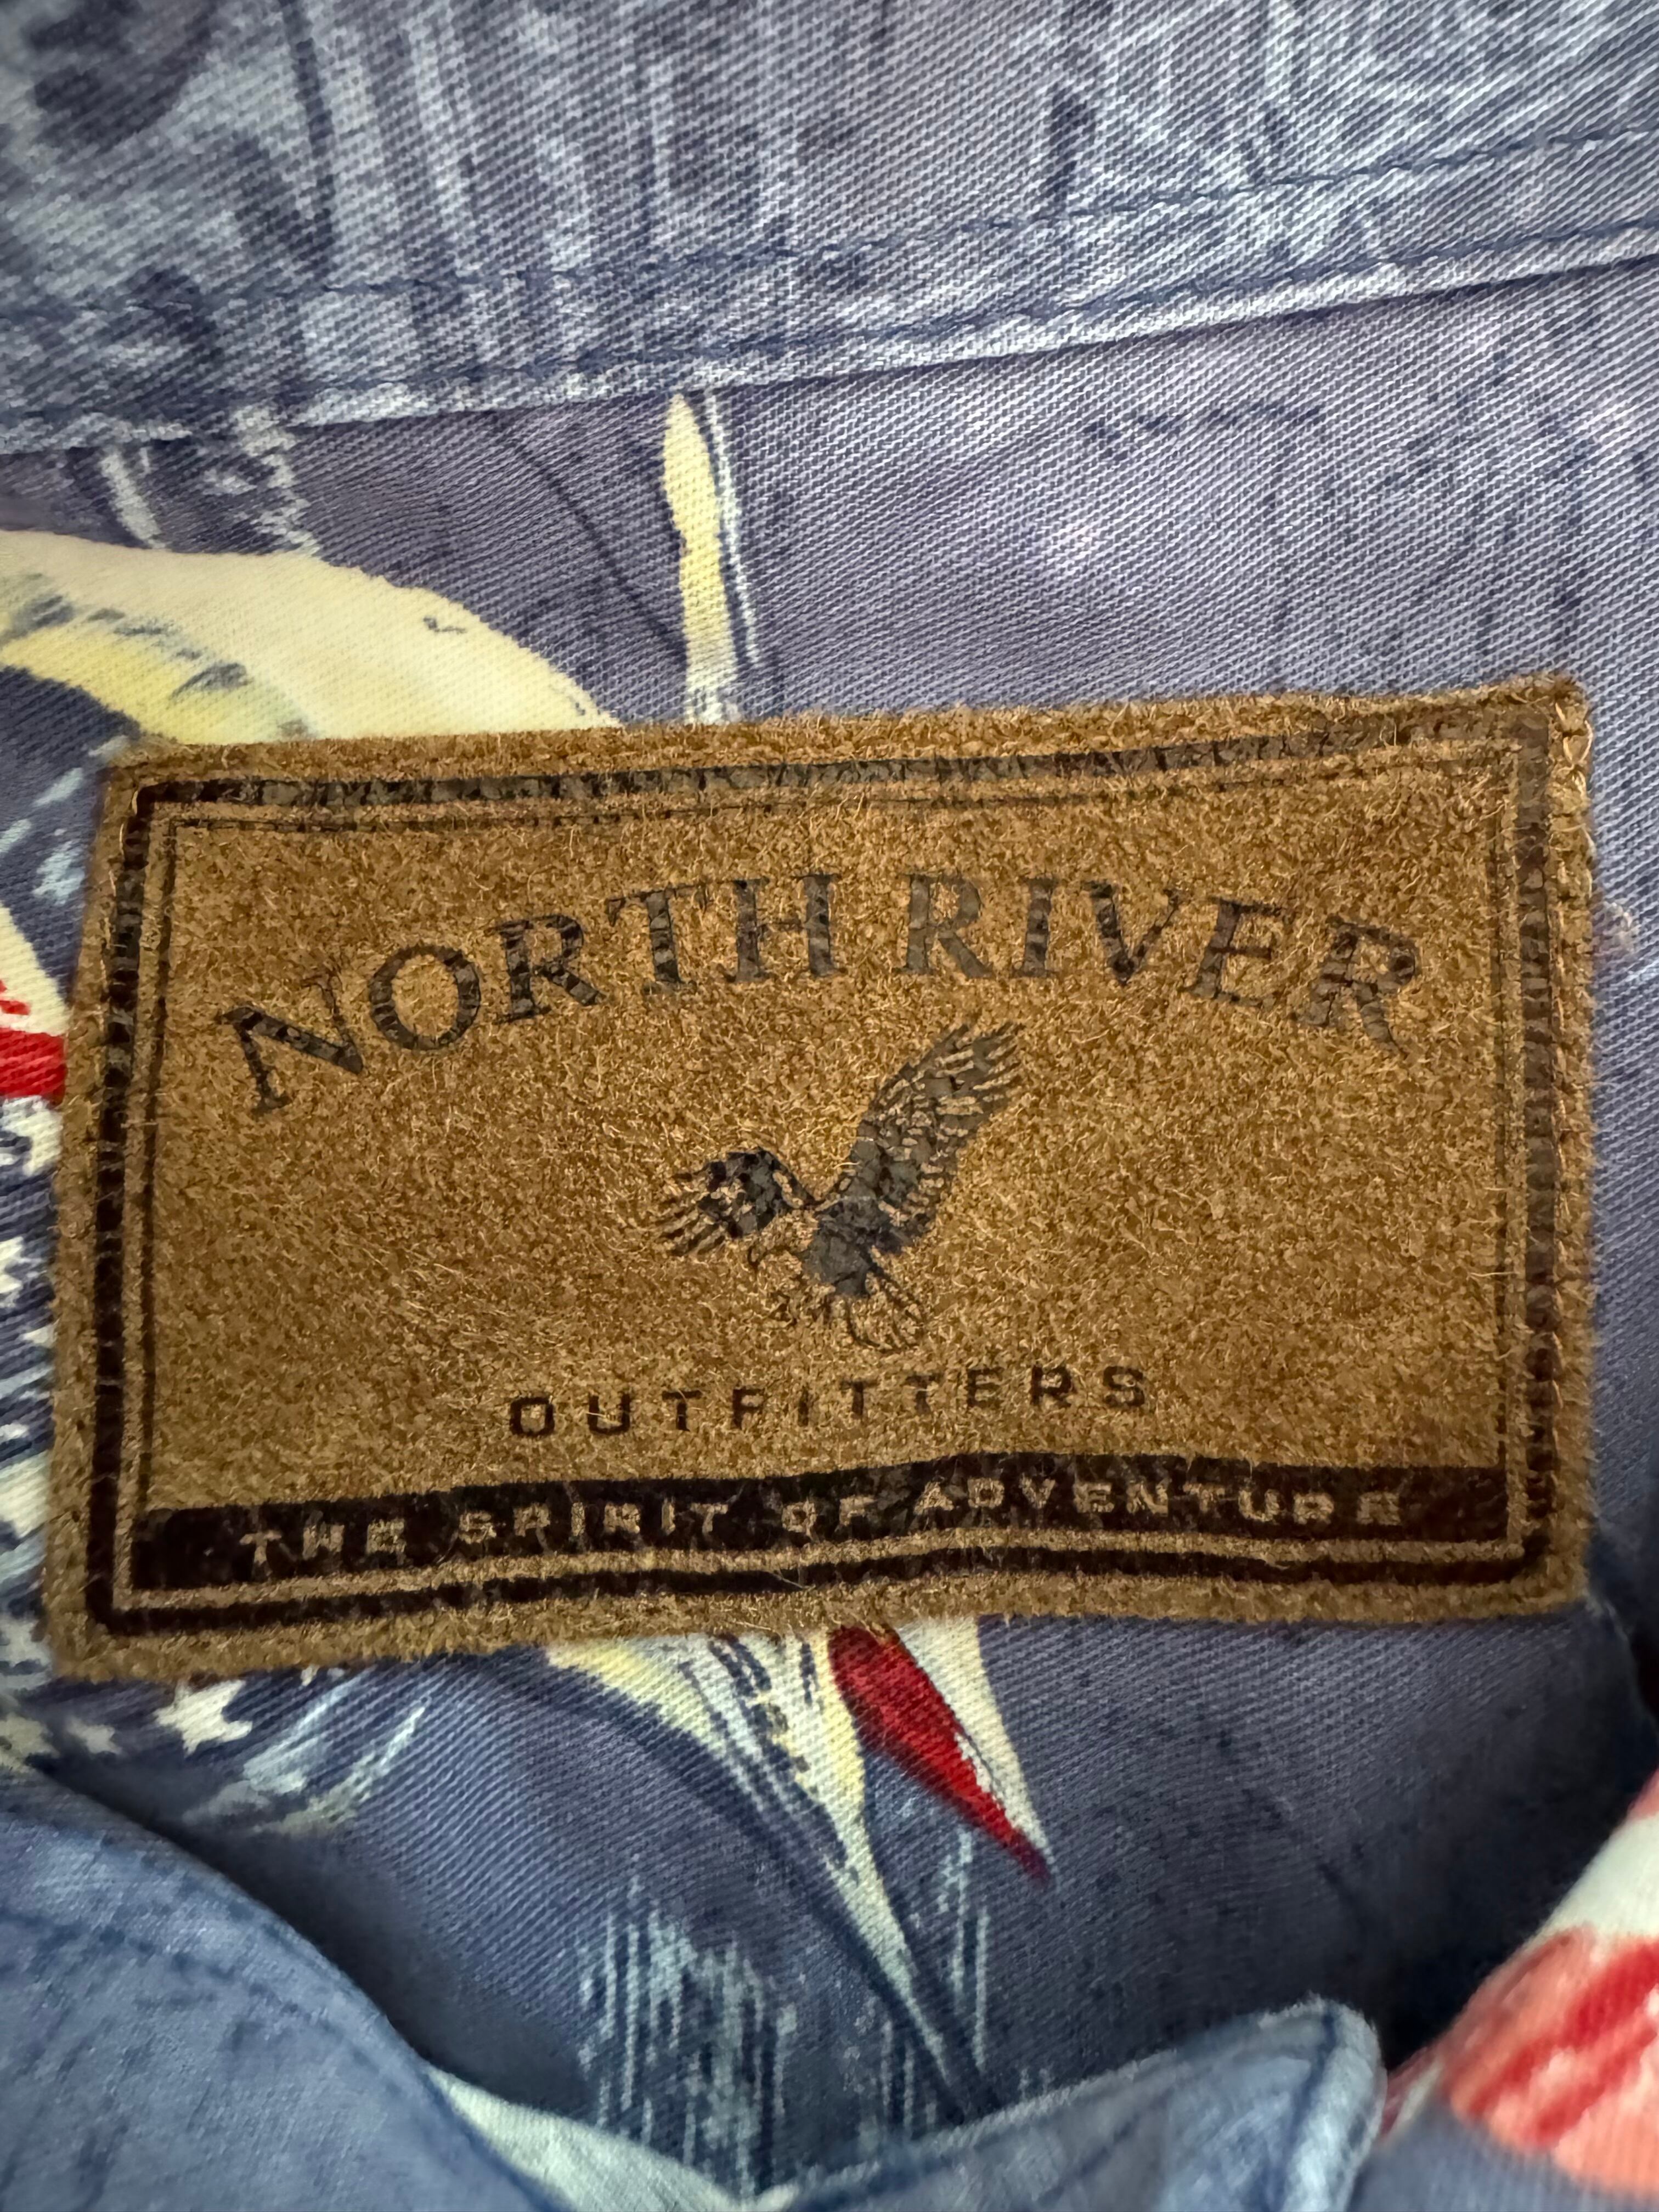 NORTH RIVER
OUTFITTERS
THE SPIRIT OF ADVENTURE